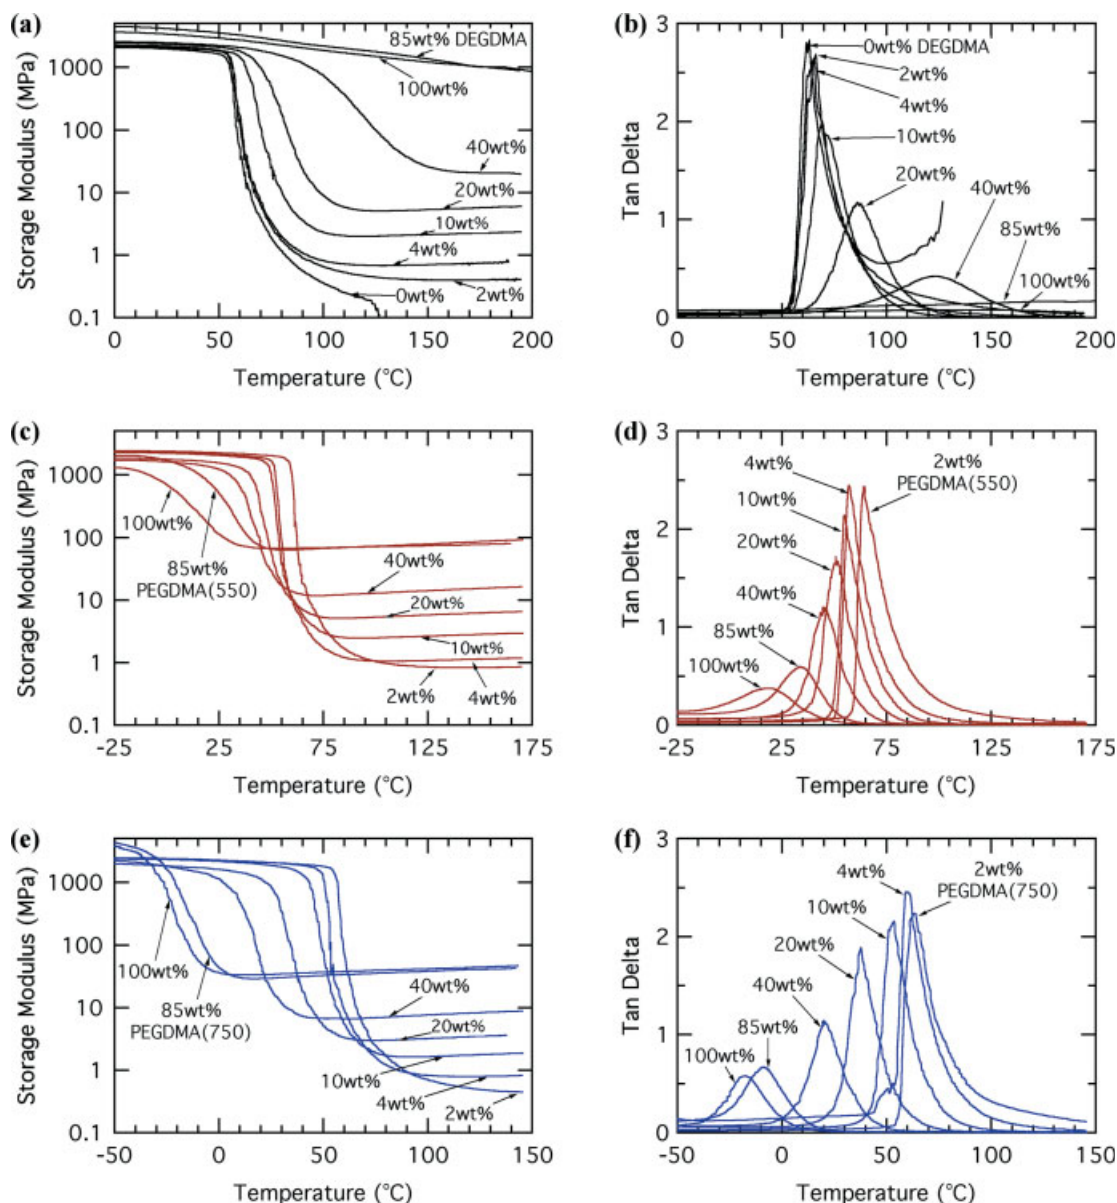 (a)
Storage Modulus (MPa)
1000
100
10
1
0.1
85wt% DEGDMA
100wt%
40wt%
20wt%
10wt%
4wt%
2wt%
0wt%
0 50 100 150 200
Temperature (°C)
(b)
Tan Delta
3
2
1
0
0wt% DEGDMA
2wt%
4wt%
10wt%
20wt%
40wt%
85wt%
100wt%
0 50 100 150 200
Temperature (°C)
(c)
Storage Modulus (MPa)
1000
100
10
1
0.1
100wt%
85wt%
PEGDMA(550)
40wt%
20wt%
10wt%
2wt% 4wt%
-25 25 75 125 175
Temperature (°C)
(d)
Tan Delta
3
2
1
0
4wt%
2wt%
PEGDMA(550)
10wt%
20wt%
40wt%
85wt%
100wt%
-25 25 75 125 175
Temperature (°C)
(e)
Storage Modulus (MPa)
1000
100
10
1
0.1
100wt%
85wt%
PEGDMA(750)
40wt%
20wt%
10wt%
4wt%
2wt%
-50 0 50 100 150
Temperature (°C)
(f)
Tan Delta
3
2
1
0
4wt%
2wt%
PEGDMA(750)
10wt%
20wt%
40wt%
85wt%
100wt%
-50 0 50 100 150
Temperature (°C)